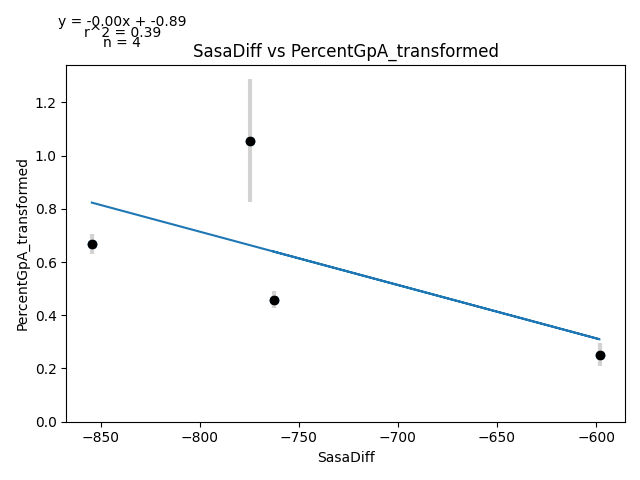 y = -0.00x + -0.89
r^2 = 0.39
n = 4
SasaDiff vs PercentGpA_transformed
PercentGpA_transformed
1.2
1.0
0.8
0.6
0.4
0.2
0.0
−850
−800
−750
−700
−650
−600
SasaDiff